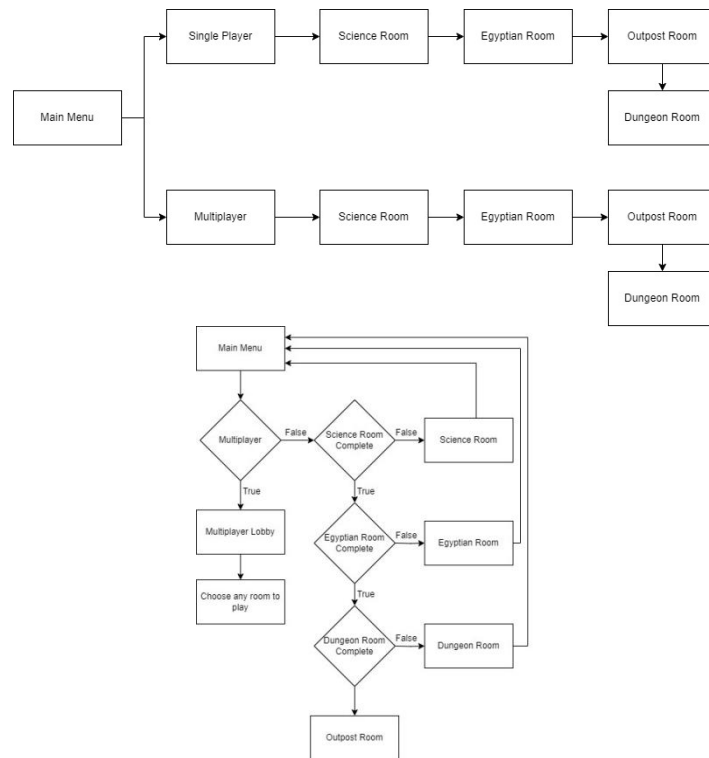 Single Player
Science Room
Egyptian Room
Outpost Room
Main Menu
Dungeon Room
Multiplayer
Science Room
Egyptian Room
Outpost Room
Dungeon Room
Main Menu
Multiplayer
False
Science Room
Complete
False
Science Room
True
True
Multiplayer Lobby
Egyptian Room
Complete
False
Egyptian Room
Choose any room to
play
True
Dungeon Room
Complete
False
Dungeon Room
Outpost Room